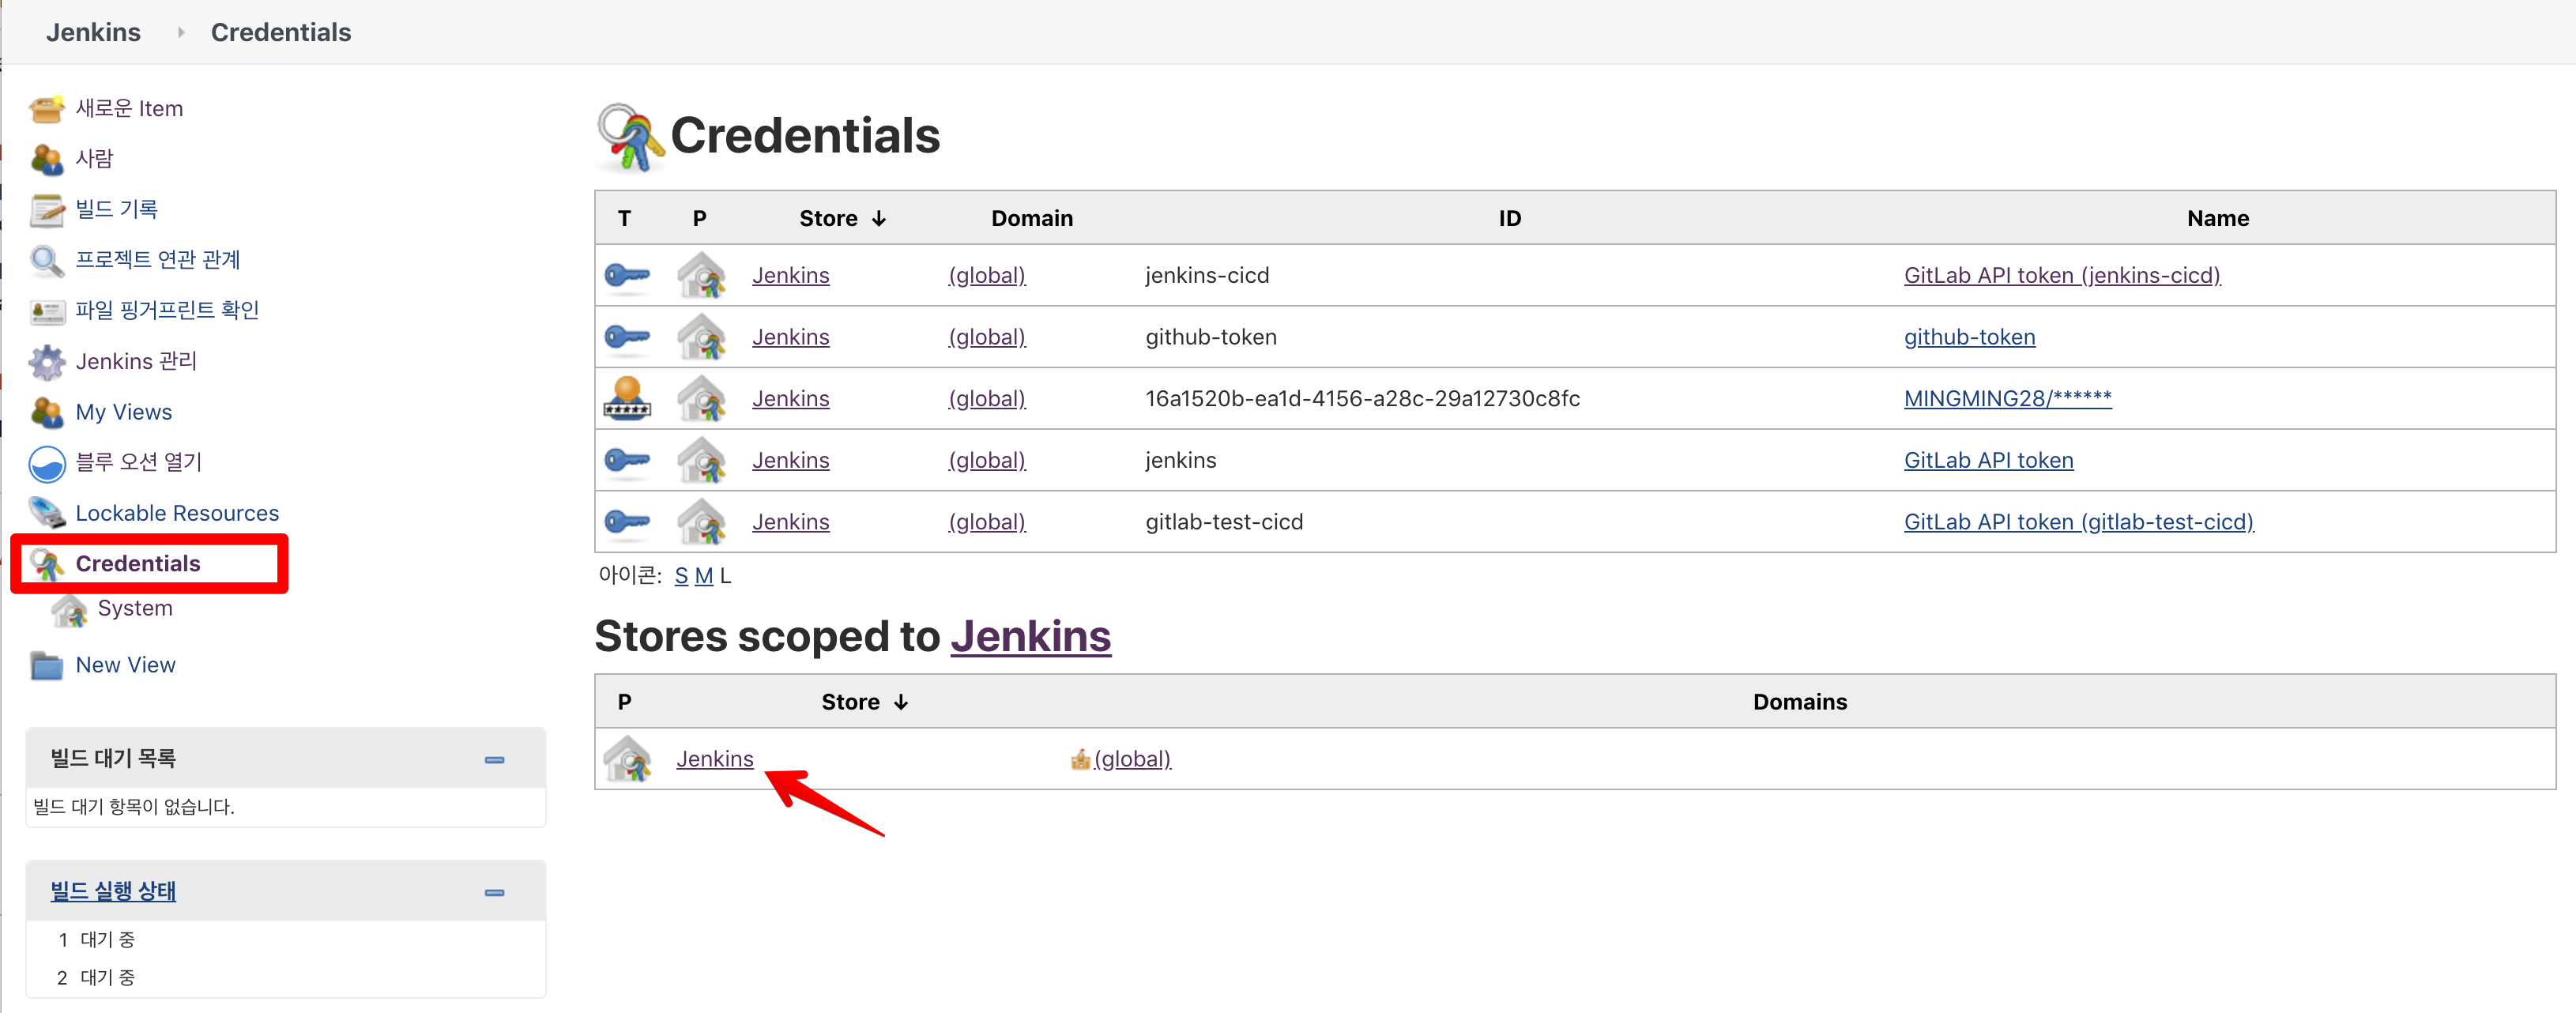 Jenkins Credentials
새로운 Item
사람
빌드 기록
프로젝트 연관 관계
파일 핑거프린트 확인
Jenkins 관리
My Views
블루 오션 열기
Lockable Resources
Credentials
System
New View
빌드 대기 목록
빌드 대기 항목이 없습니다.
빌드 실행 상태
1 대기 중
2 대기 중
Credentials
T P Store ↓ Domain ID Name
Jenkins (global) jenkins-cicd GitLab API token (jenkins-cicd)
Jenkins (global) github-token github-token
Jenkins (global) 16a1520b-ea1d-4156-a28c-29a12730c8fc MINGMING28/******
Jenkins (global) jenkins GitLab API token
Jenkins (global) gitlab-test-cicd GitLab API token (gitlab-test-cicd)
아이콘: S M L
Stores scoped to Jenkins
P Store ↓ Domains
Jenkins (global)